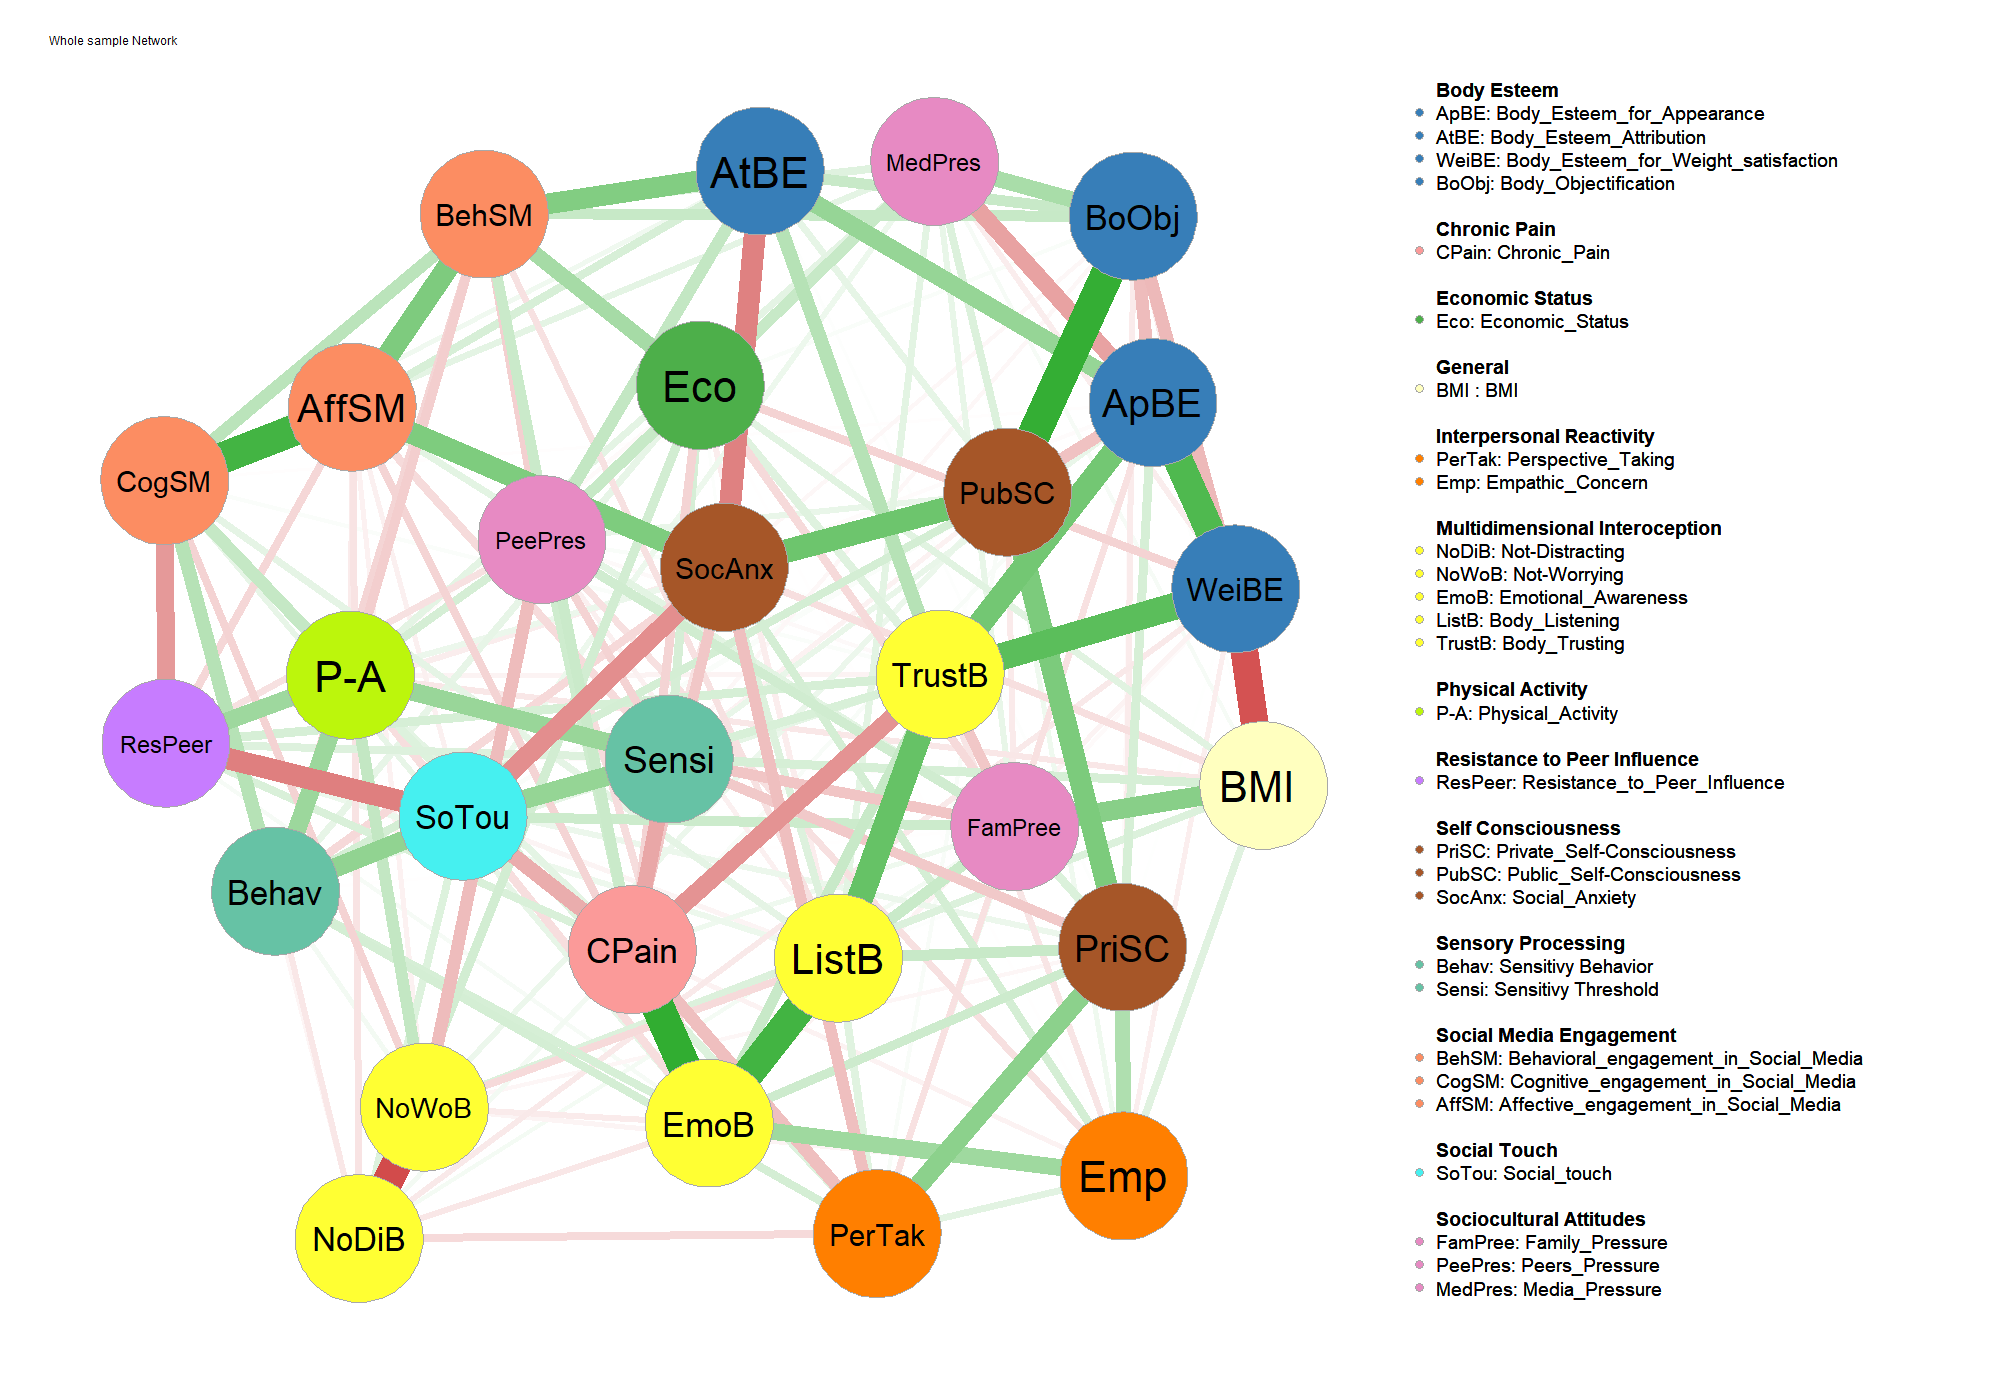 Whole sample Network
AtBE
MedPres
BehSM
BoObj
Eco
AffSM
ApBE
CogSM
PubSC
PeePres
SocAnx
WeiBE
P-A
TrustB
ResPeer
Sensi
BMI
SoTou
FamPree
Behav
CPain
ListB
PriSC
NoWoB
EmoB
Emp
NoDiB
PerTak
Body Esteem
ApBE: Body_Esteem_for_Appearance
AtBE: Body_Esteem_Attribution
WeiBE: Body_Esteem_for_Weight_satisfaction
BoObj: Body_Objectification
Chronic Pain
CPain: Chronic_Pain
Economic Status
Eco: Economic_Status
General
BMI : BMI
Interpersonal Reactivity
PerTak: Perspective_Taking
Emp: Empathic_Concern
Multidimensional Interoception
NoDiB: Not-Distracting
NoWoB: Not-Worrying
EmoB: Emotional_Awareness
ListB: Body_Listening
TrustB: Body_Trusting
Physical Activity
P-A: Physical_Activity
Resistance to Peer Influence
ResPeer: Resistance_to_Peer_Influence
Self Consciousness
PriSC: Private_Self-Consciousness
PubSC: Public_Self-Consciousness
SocAnx: Social_Anxiety
Sensory Processing
Behav: Sensitivy Behavior
Sensi: Sensitivy Threshold
Social Media Engagement
BehSM: Behavioral_engagement_in_Social_Media
CogSM: Cognitive_engagement_in_Social_Media
AffSM: Affective_engagement_in_Social_Media
Social Touch
SoTou: Social_touch
Sociocultural Attitudes
FamPree: Family_Pressure
PeePres: Peers_Pressure
MedPres: Media_Pressure